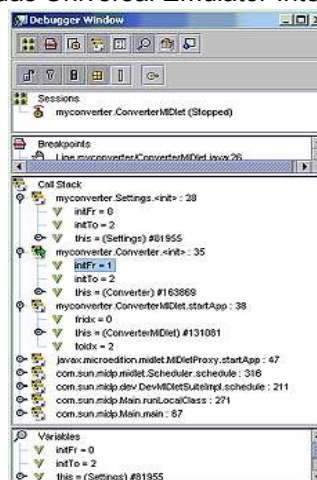 das Universal Emulator Inte
Debugger Window
Sessions
myconverter.ConverterMIDlet (Stopped)
Breakpoints
Line myconverter/ConverterMIDlet.java:26
Call Stack
myconverter.Settings.<init> : 28
initFr = 0
initTo = 2
this = (Settings) #81955
myconverter.Converter.<init> : 35
initFr = 1
initTo = 2
this = (Converter) #163869
myconverter.ConverterMIDlet.startApp : 38
fridx = 0
this = (ConverterMIDlet) #131081
toIdx = 2
javax.microedition.midlet.MIDletProxy.startApp : 47
com.sun.midp.midlet.Scheduler.schedule : 316
com.sun.midp.dev.DevMIDletSuiteImpl.schedule : 211
com.sun.midp.Main.runLocalClass : 271
com.sun.midp.Main.main : 67
Variables
initFr = 0
initTo = 2
this = (Settings) #81955